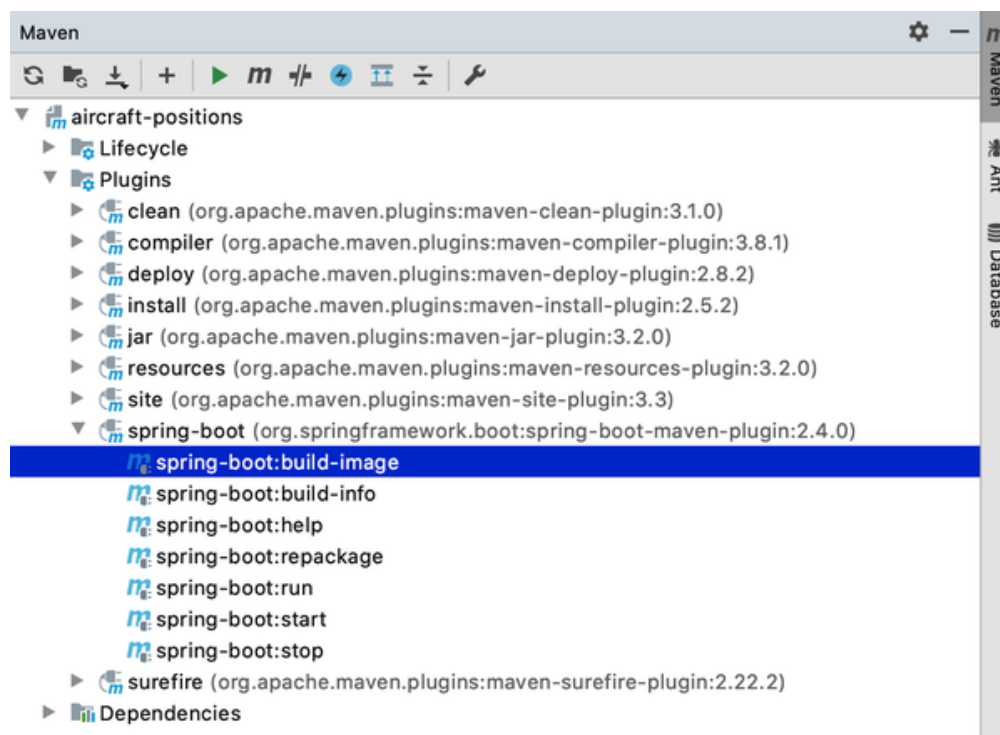 Maven
m
aircraft-positions
Lifecycle
Plugins
clean (org.apache.maven.plugins:maven-clean-plugin:3.1.0)
compiler (org.apache.maven.plugins:maven-compiler-plugin:3.8.1)
deploy (org.apache.maven.plugins:maven-deploy-plugin:2.8.2)
install (org.apache.maven.plugins:maven-install-plugin:2.5.2)
jar (org.apache.maven.plugins:maven-jar-plugin:3.2.0)
resources (org.apache.maven.plugins:maven-resources-plugin:3.2.0)
site (org.apache.maven.plugins:maven-site-plugin:3.3)
spring-boot (org.springframework.boot:spring-boot-maven-plugin:2.4.0)
spring-boot:build-image
spring-boot:build-info
spring-boot:help
spring-boot:repackage
spring-boot:run
spring-boot:start
spring-boot:stop
surefire (org.apache.maven.plugins:maven-surefire-plugin:2.22.2)
Dependencies
Maven
Ant
Database